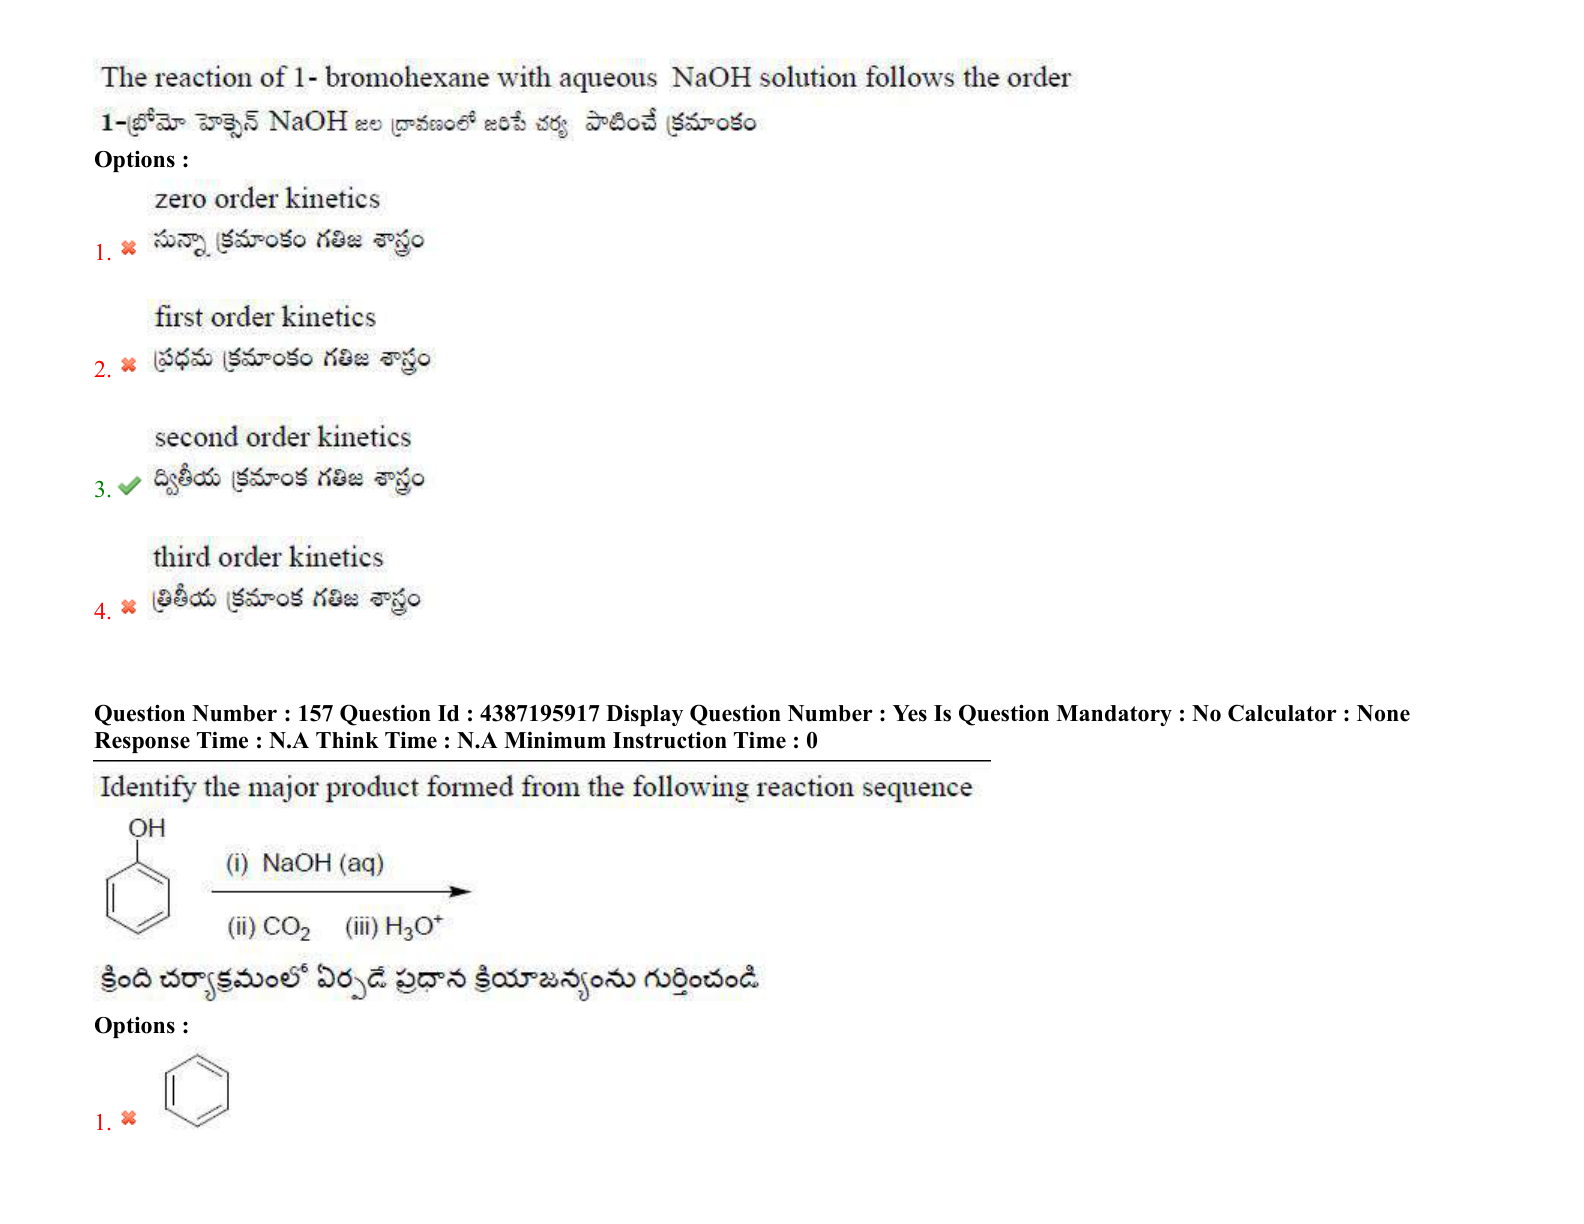 The reaction of 1- bromohexane with aqueous NaOH solution follows the order
1-బ్రోమో హెక్సేన్ NaOH జల ద్రావణంలో జరిపే చర్య పాటించే క్రమాంకం
Options :
zero order kinetics
1. సున్నా క్రమాంకం గతిజ శాస్త్రం
first order kinetics
2. ప్రధమ క్రమాంకం గతిజ శాస్త్రం
second order kinetics
3. ద్వితీయ క్రమాంక గతిజ శాస్త్రం
third order kinetics
4. త్రితీయ క్రమాంక గతిజ శాస్త్రం
Question Number : 157 Question Id : 4387195917 Display Question Number : Yes Is Question Mandatory : No Calculator : None
Response Time : N.A Think Time : N.A Minimum Instruction Time : 0
Identify the major product formed from the following reaction sequence
OH
(i) NaOH (aq)
(ii) CO₂ (iii) H₃O⁺
క్రింది చర్యాక్రమంలో ఏర్పడే ప్రధాన క్రియాజన్యంను గుర్తించండి
Options :
1.